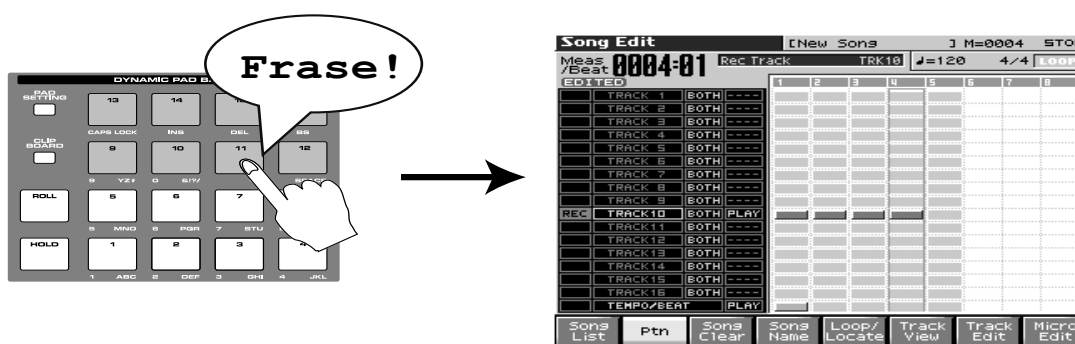 Frase!
DYNAMIC PAD B
PAD SETTING
13 14
CAPS LOCK INS DEL BS
CLIP BOARD
9 10 11 12
9 YZ# 0 &!?/
ROLL
5 6 7
5 MNO 6 PQR 7 STU
HOLD
1 2 3 4
1 ABC 2 DEF 3 GHI 4 JKL
Song Edit [New Song ] M=0004 STO
Meas/Beat 0004:01 Rec Track TRK10 ♩=120 4/4 LOOP
EDITED 1 2 3 4 5 6 7 8
TRACK 1 BOTH ----
TRACK 2 BOTH ----
TRACK 3 BOTH ----
TRACK 4 BOTH ----
TRACK 5 BOTH ----
TRACK 6 BOTH ----
TRACK 7 BOTH ----
TRACK 8 BOTH ----
TRACK 9 BOTH ----
REC TRACK10 BOTH PLAY
TRACK11 BOTH ----
TRACK12 BOTH ----
TRACK13 BOTH ----
TRACK14 BOTH ----
TRACK15 BOTH ----
TRACK16 BOTH ----
TEMPO/BEAT PLAY
Song List Ptn Song Clear Song Name Loop/Locate Track View Track Edit Micro Edit